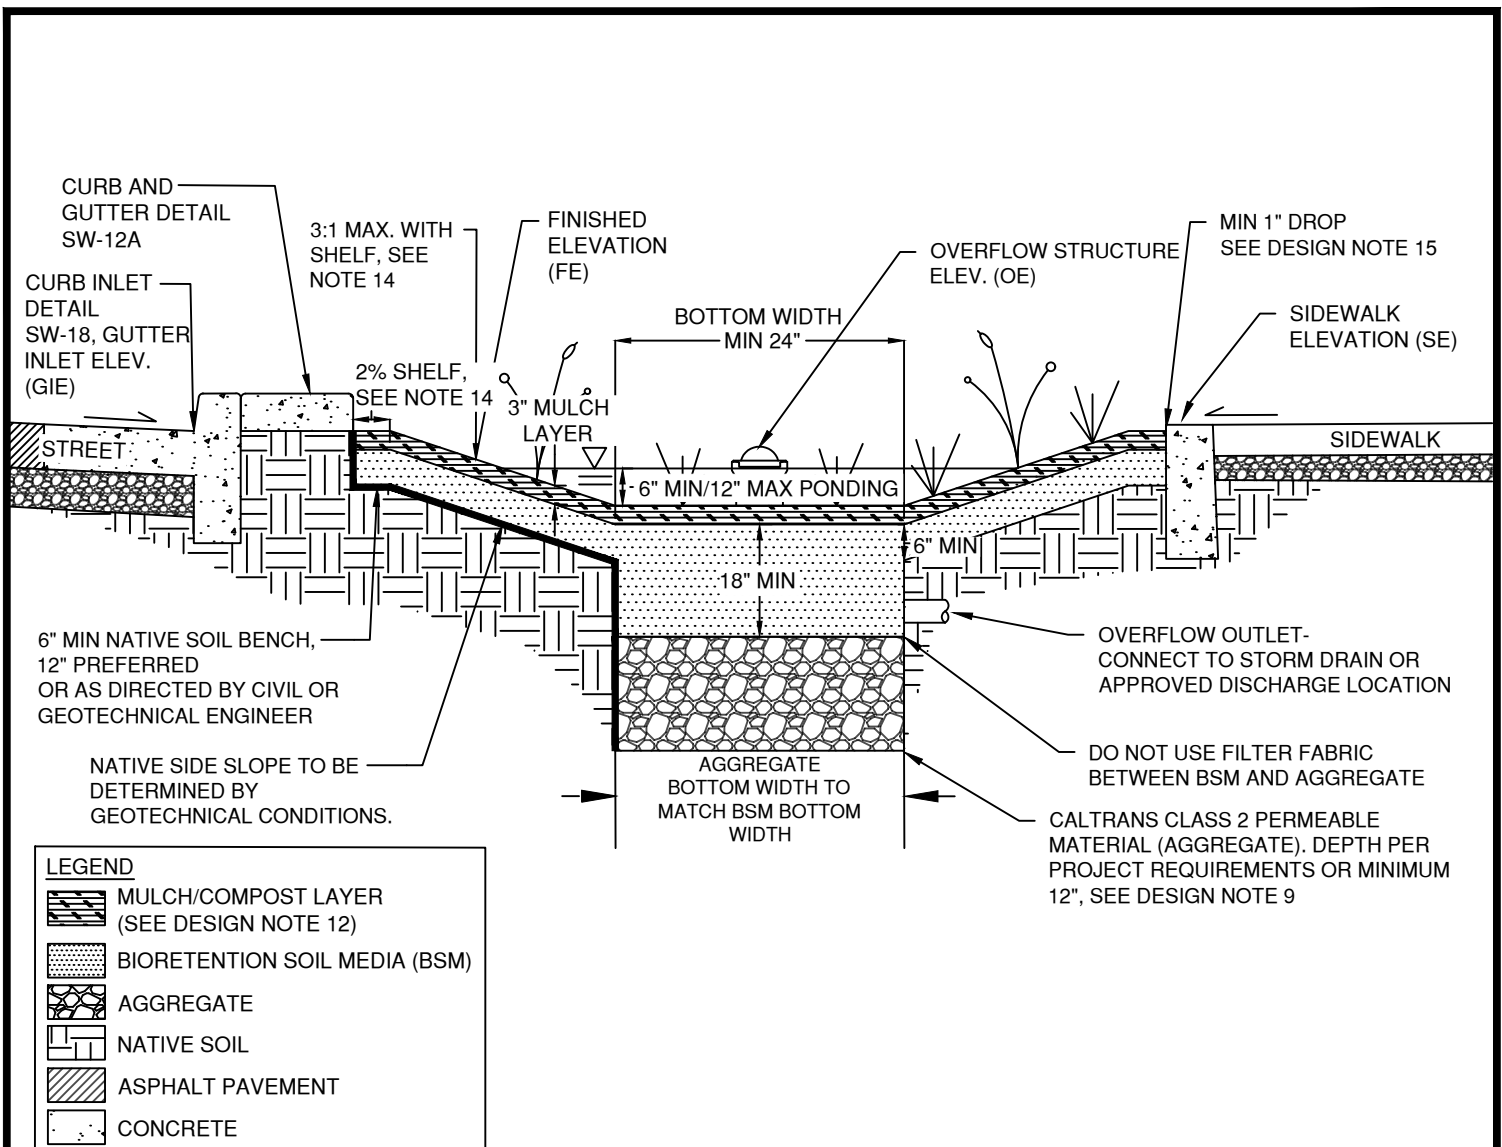 CURB AND
GUTTER DETAIL
SW-12A
CURB INLET
DETAIL
SW-18, GUTTER
INLET ELEV.
(GIE)
3:1 MAX. WITH
SHELF, SEE
NOTE 14
FINISHED
ELEVATION
(FE)
2% SHELF,
SEE NOTE 14
3" MULCH
LAYER
BOTTOM WIDTH
MIN 24"
OVERFLOW STRUCTURE
ELEV. (OE)
MIN 1" DROP
SEE DESIGN NOTE 15
SIDEWALK
ELEVATION (SE)
STREET
SIDEWALK
6" MIN/12" MAX PONDING
6" MIN
18" MIN
6" MIN NATIVE SOIL BENCH,
12" PREFERRED
OR AS DIRECTED BY CIVIL OR
GEOTECHNICAL ENGINEER
NATIVE SIDE SLOPE TO BE
DETERMINED BY
GEOTECHNICAL CONDITIONS.
OVERFLOW OUTLET-
CONNECT TO STORM DRAIN OR
APPROVED DISCHARGE LOCATION
DO NOT USE FILTER FABRIC
BETWEEN BSM AND AGGREGATE
AGGREGATE
BOTTOM WIDTH TO
MATCH BSM BOTTOM
WIDTH
CALTRANS CLASS 2 PERMEABLE
MATERIAL (AGGREGATE). DEPTH PER
PROJECT REQUIREMENTS OR MINIMUM
12", SEE DESIGN NOTE 9
LEGEND
MULCH/COMPOST LAYER
(SEE DESIGN NOTE 12)
BIORETENTION SOIL MEDIA (BSM)
AGGREGATE
NATIVE SOIL
ASPHALT PAVEMENT
CONCRETE